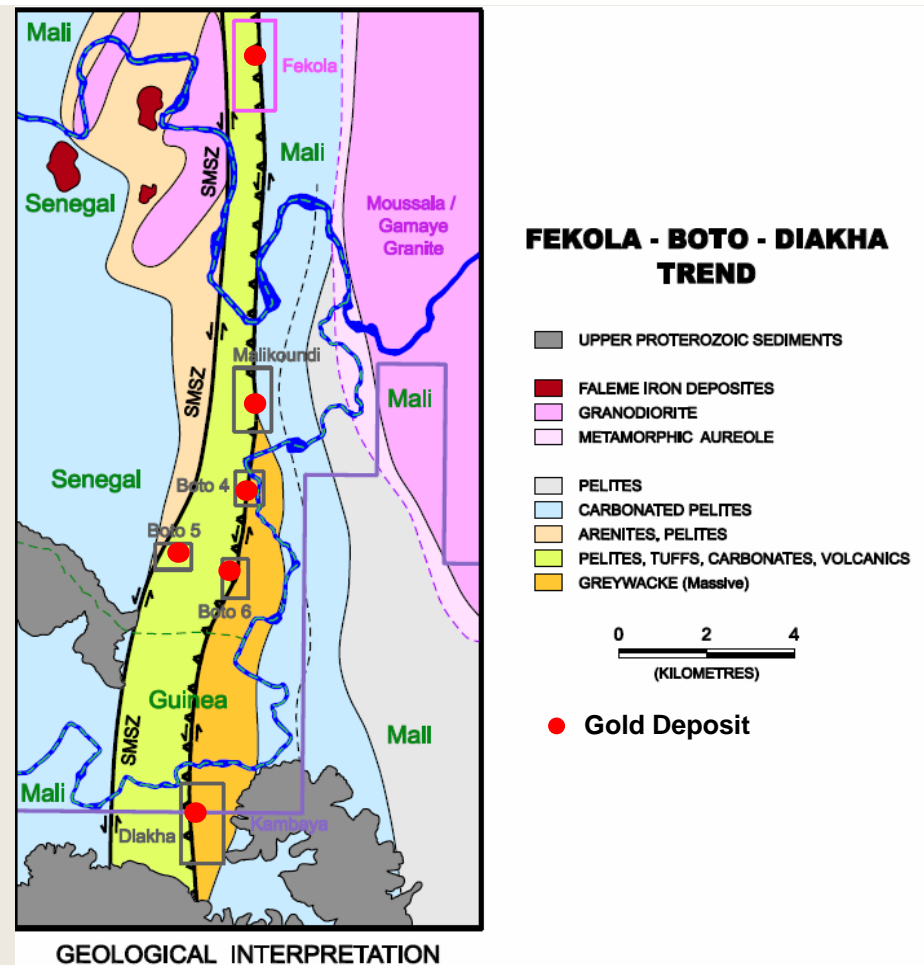 Mali
Fekola
SMSZ
Mali
Senegal
Moussala /
Gamaye
Granite
Malikoundi
SMSZ
Mali
Senegal
Boto 4
Boto 5
Boto 6
Guinea
SMSZ
Mali
Mali
Diakha
Kambaya
GEOLOGICAL INTERPRETATION
FEKOLA - BOTO - DIAKHA
TREND
UPPER PROTEROZOIC SEDIMENTS
FALEME IRON DEPOSITES
GRANODIORITE
METAMORPHIC AUREOLE
PELITES
CARBONATED PELITES
ARENITES, PELITES
PELITES, TUFFS, CARBONATES, VOLCANICS
GREYWACKE (Massive)
0 2 4
(KILOMETRES)
Gold Deposit